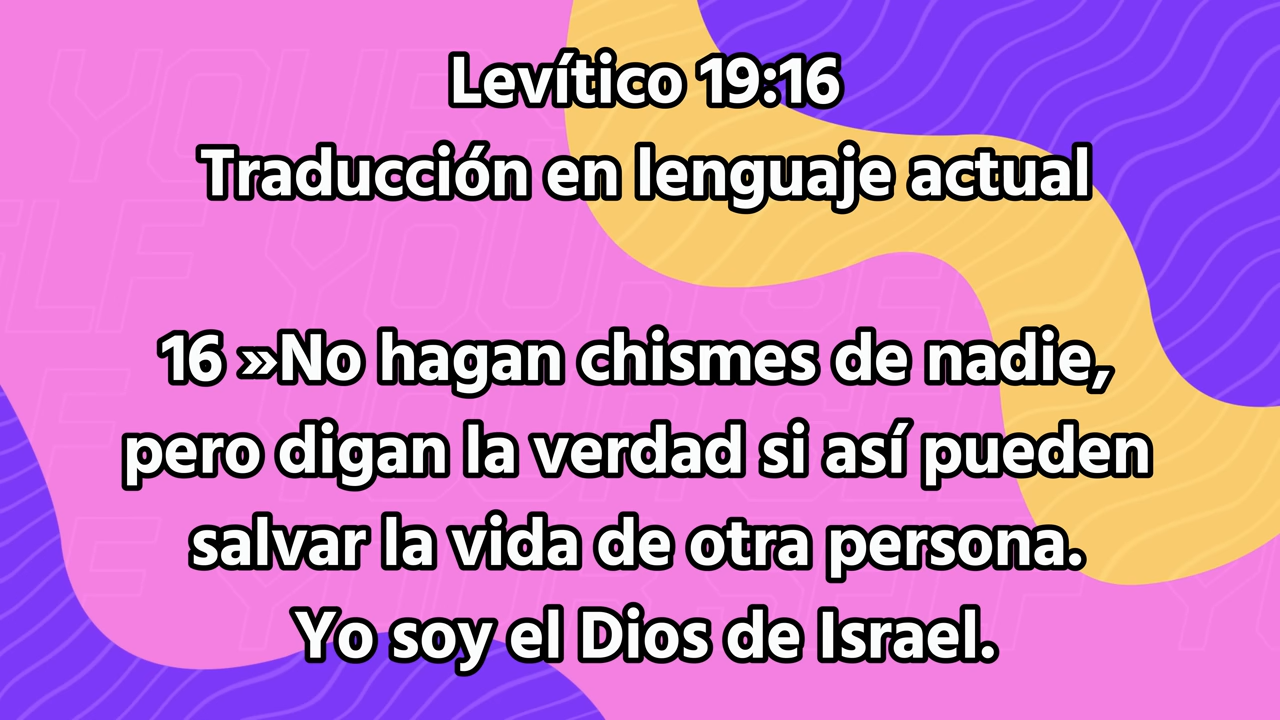 Levítico 19:16
Traducción en lenguaje actual
16 »No hagan chismes de nadie,
pero digan la verdad si así pueden
salvar la vida de otra persona.
Yo soy el Dios de Israel.